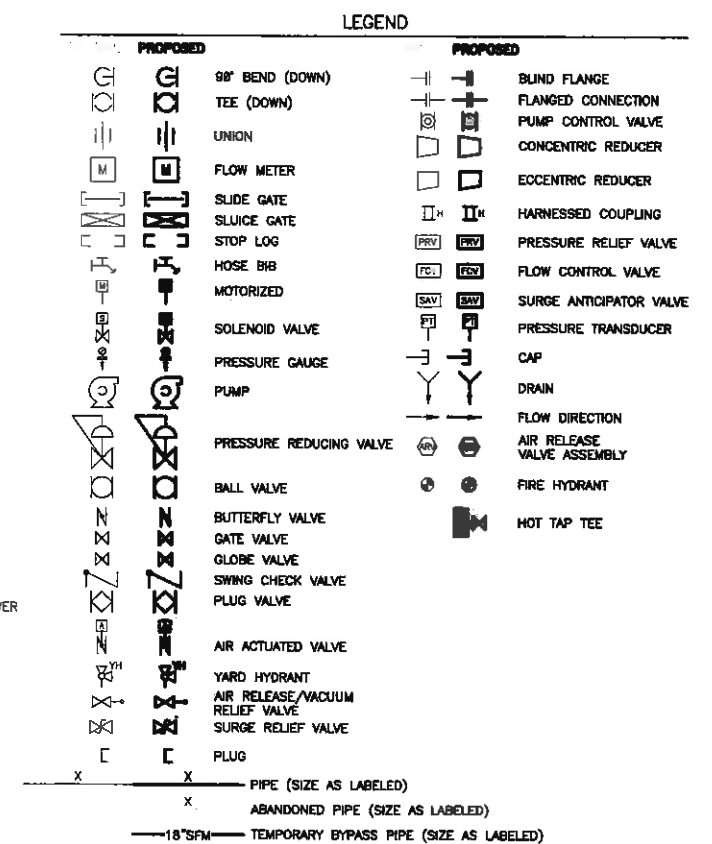 LEGEND
PROPOSED
90° BEND (DOWN)
TEE (DOWN)
UNION
M M FLOW METER
SLIDE GATE
SLUICE GATE
STOP LOG
HOSE BIB
M MOTORIZED
S SOLENOID VALVE
PRESSURE GAUGE
PUMP
PRESSURE REDUCING VALVE
BALL VALVE
BUTTERFLY VALVE
GATE VALVE
GLOBE VALVE
SWING CHECK VALVE
PLUG VALVE
VER
A AIR ACTUATED VALVE
YH YH YARD HYDRANT
AIR RELEASE/VACUUM
RELIEF VALVE
SURGE RELIEF VALVE
PLUG
PROPOSED
BLIND FLANGE
FLANGED CONNECTION
PUMP CONTROL VALVE
CONCENTRIC REDUCER
ECCENTRIC REDUCER
H H HARNESSED COUPLING
PRV PRV PRESSURE RELIEF VALVE
FCV FCV FLOW CONTROL VALVE
SAV SAV SURGE ANTICIPATOR VALVE
PT PT PRESSURE TRANSDUCER
CAP
DRAIN
FLOW DIRECTION
ARV AIR RELEASE
VALVE ASSEMBLY
FIRE HYDRANT
HOT TAP TEE
X X
PIPE (SIZE AS LABELED)
X
ABANDONED PIPE (SIZE AS LABELED)
18"SFM TEMPORARY BYPASS PIPE (SIZE AS LABELED)